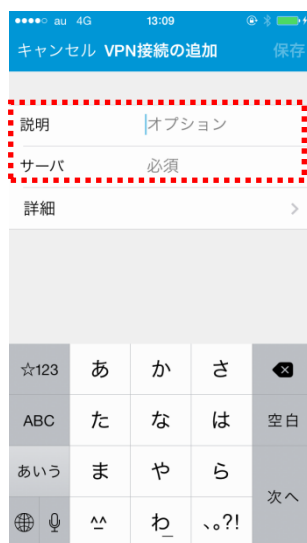 au 4G 13:09
キャンセル VPN接続の追加 保存
説明 オプション
サーバ 必須
詳細
☆123 あ か さ
ABC た な は 空白
あいう ま や ら
^^ わ_ 、。?! 次へ